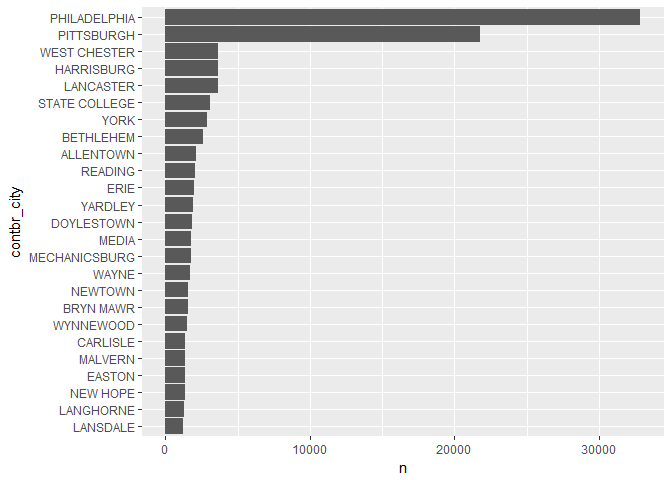 PHILADELPHIA
PITTSBURGH
WEST CHESTER
HARRISBURG
LANCASTER
STATE COLLEGE
YORK
BETHLEHEM
ALLENTOWN
READING
ERIE
YARDLEY
DOYLESTOWN
MEDIA
MECHANICSBURG
WAYNE
NEWTOWN
BRYN MAWR
WYNNEWOOD
CARLISLE
MALVERN
EASTON
NEW HOPE
LANGHORNE
LANSDALE
contbr_city
0 10000 20000 30000
n